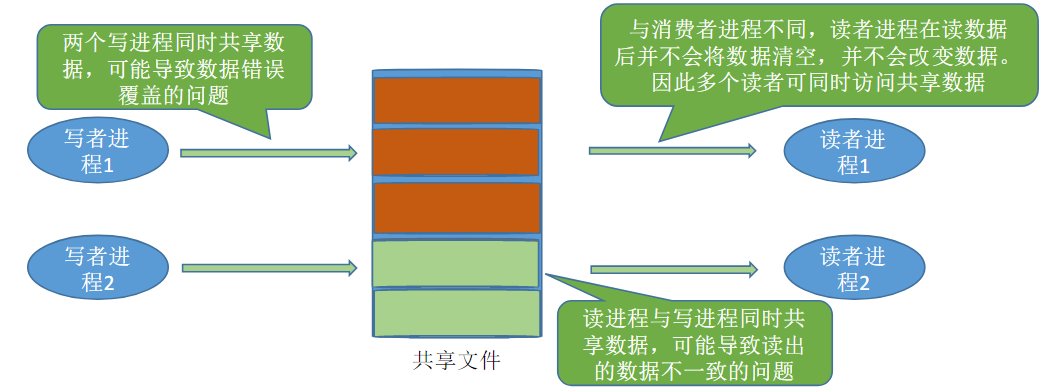 两个写进程同时共享数
据，可能导致数据错误
覆盖的问题
与消费者进程不同，读者进程在读数据
后并不会将数据清空，并不会改变数据。
因此多个读者可同时访问共享数据
写者进
程1
读者进
程1
写者进
程2
读者进
程2
读进程与写进程同时共
享数据，可能导致读出
的数据不一致的问题
共享文件